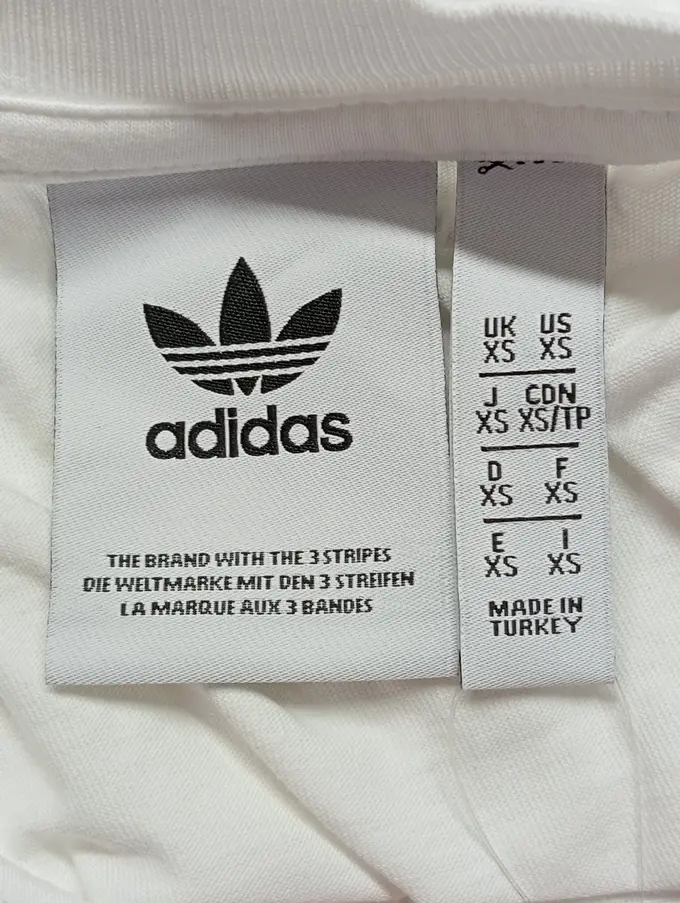 adidas
THE BRAND WITH THE 3 STRIPES
DIE WELTMARKE MIT DEN 3 STREIFEN
LA MARQUE AUX 3 BANDES
UK US
XS XS
J CDN
XS XS/TP
D F
XS XS
E I
XS XS
MADE IN
TURKEY